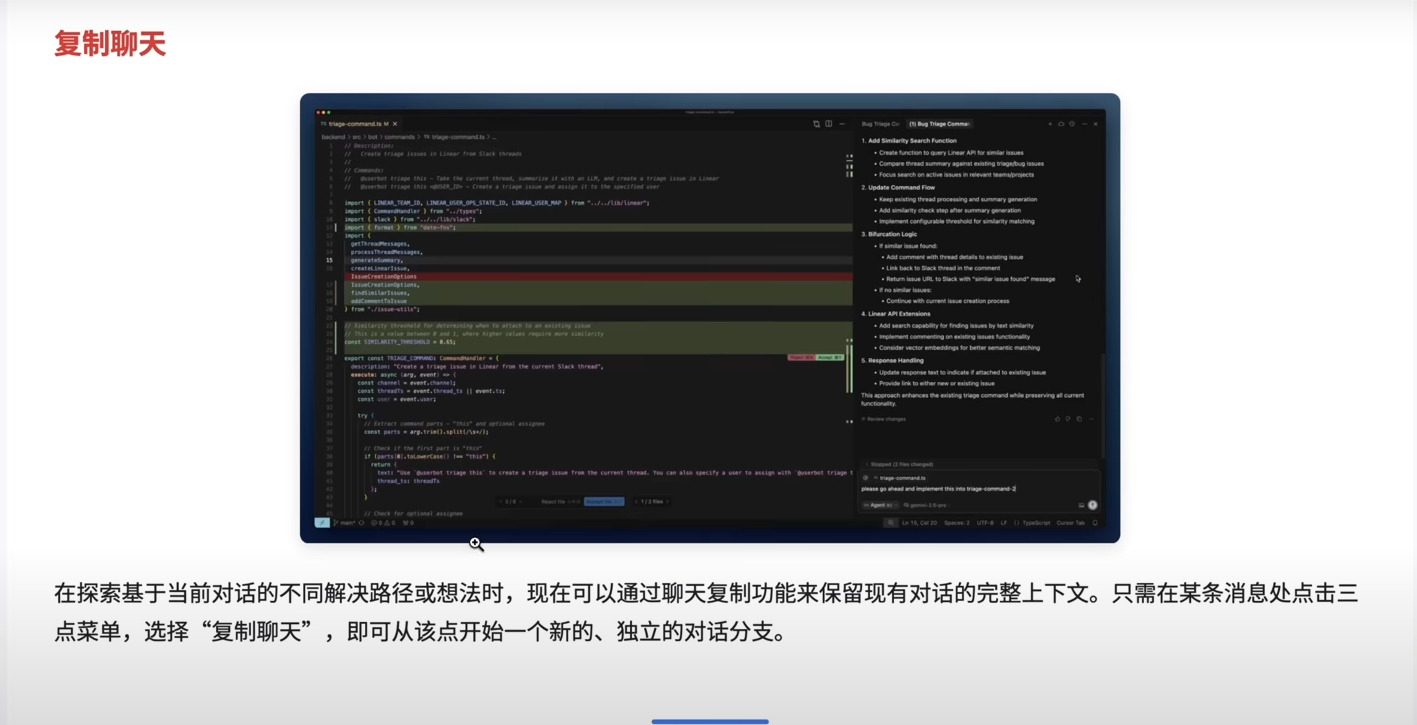 复制聊天
triage-command.ts M
backend > src > bot > commands > TS triage-command.ts > ...
// Description:
// Create triage issues in Linear from Slack threads
//
// Commands:
// @userbot triage this – Take the current thread, summarize it with an LLM, and create a triage issue in Linear
// @userbot triage this <@USER_ID> – Create a triage issue and assign it to the specified user
import { LINEAR_TEAM_ID, LINEAR_USER_OPS_STATE_ID, LINEAR_USER_MAP } from "../../lib/linear";
import { CommandHandler } from "../types";
import { slack } from "../../lib/slack";
import { format } from "date-fns";
import {
getThreadMessages,
processThreadMessages,
generateSummary,
createLinearIssue,
IssueCreationOptions
IssueCreationOptions,
findSimilarIssues,
addCommentToIssue
} from "./issue-utils";
// Similarity threshold for determining when to attach to an existing issue
// This is a value between 0 and 1, where higher values require more similarity
const SIMILARITY_THRESHOLD = 0.65;
export const TRIAGE_COMMAND: CommandHandler = {
description: "Create a triage issue in Linear from the current Slack thread",
execute: async (arg, event) => {
const channel = event.channel;
const threadTs = event.thread_ts || event.ts;
const user = event.user;
try {
// Extract command parts – "this" and optional assignee
const parts = arg.trim().split(/\s+/);
// Check if the first part is "this"
if (parts[0].toLowerCase() !== "this") {
return {
text: "Use `@userbot triage this` to create a triage issue from the current thread. You can also specify a user to assign with `@userbot triage t
thread_ts: threadTs
};
}
// Check for optional assignee
main*
Ln 15, Col 20 Spaces: 2 UTF-8 LF {} TypeScript Cursor Tab
Bug Triage Co (1) Bug Triage Comma
1. Add Similarity Search Function
• Create function to query Linear API for similar issues
• Compare thread summary against existing triage/bug issues
• Focus search on active issues in relevant teams/projects
2. Update Command Flow
• Keep existing thread processing and summary generation
• Add similarity check step after summary generation
• Implement configurable threshold for similarity matching
3. Bifurcation Logic
• If similar issue found:
• Add comment with thread details to existing issue
• Link back to Slack thread in the comment
• Return issue URL to Slack with "similar issue found" message
• If no similar issues:
• Continue with current issue creation process
4. Linear API Extensions
• Add search capability for finding issues by text similarity
• Implement commenting on existing issues functionality
• Consider vector embeddings for better semantic matching
5. Response Handling
• Update response text to indicate if attached to existing issue
• Provide link to either new or existing issue
This approach enhances the existing triage command while preserving all current
functionality.
Review changes
triage-command.ts
please go ahead and implement this into triage-command-2
Agent
在探索基于当前对话的不同解决路径或想法时，现在可以通过聊天复制功能来保留现有对话的完整上下文。只需在某条消息处点击三
点菜单，选择“复制聊天”，即可从该点开始一个新的、独立的对话分支。